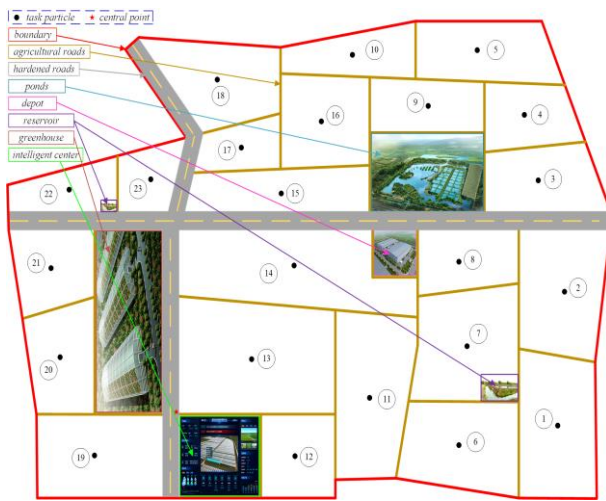 task particle central point
boundary
agricultural roads
hardened roads
ponds
depot
reservoir
greenhouse
intelligent center
10
5
18
9
16
4
17
23
22
15
3
21
14
8
2
7
13
20
11
1
6
19
12